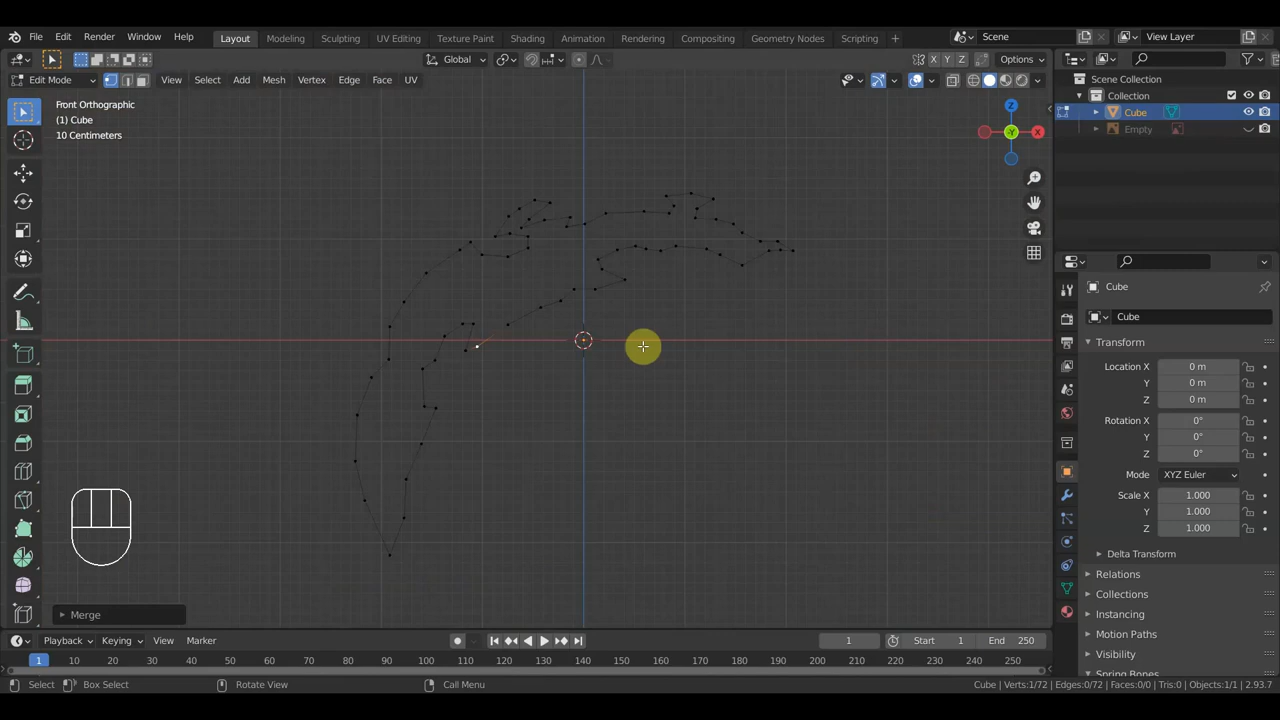 File Edit Render Window Help Layout Modeling Sculpting UV Editing Texture Paint Shading Animation Rendering Compositing Geometry Nodes Scripting + Scene View Layer
Global X Y Z Options
Edit Mode View Select Add Mesh Vertex Edge Face UV
Scene Collection
Collection
Cube
Empty
Front Orthographic
(1) Cube
10 Centimeters
Z
-Y
X
Cube
Cube
Transform
Location X 0 m
Y 0 m
Z 0 m
Rotation X 0°
Y 0°
Z 0°
Mode XYZ Euler
Scale X 1.000
Y 1.000
Z 1.000
Delta Transform
Relations
Collections
Instancing
Motion Paths
Visibility
Spring Bones
Merge
Playback Keying View Marker 1 Start 1 End 250
1 10 20 30 40 50 60 70 80 90 100 110 120 130 140 150 160 170 180 190 200 210 220 230 240 250
Select Box Select Rotate View Call Menu Cube | Verts:1/72 | Edges:0/72 | Faces:0/0 | Tris:0 | Objects:1/1 | 2.93.7